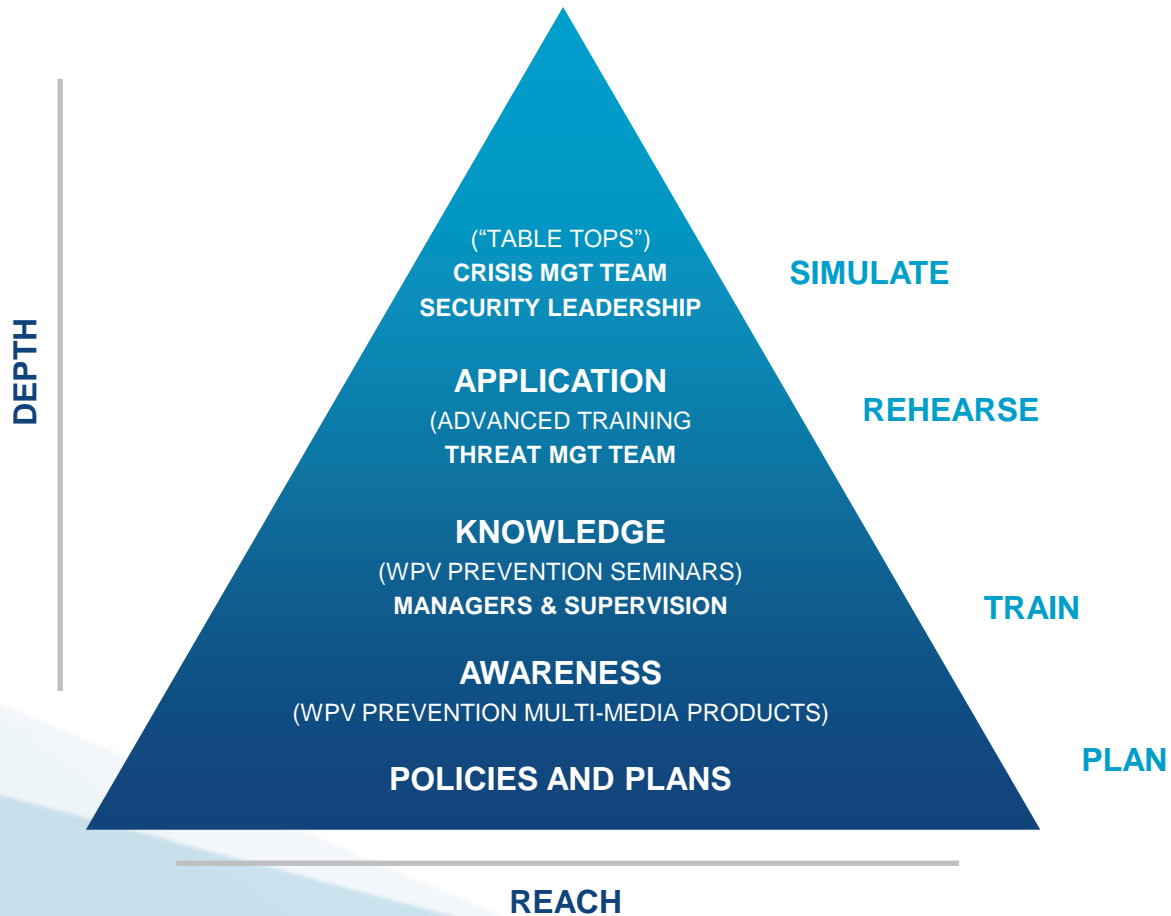 (“TABLE TOPS”)
CRISIS MGT TEAM
SECURITY LEADERSHIP
SIMULATE
DEPTH
APPLICATION
(ADVANCED TRAINING
THREAT MGT TEAM
REHEARSE
KNOWLEDGE
(WPV PREVENTION SEMINARS)
MANAGERS & SUPERVISION
TRAIN
AWARENESS
(WPV PREVENTION MULTI-MEDIA PRODUCTS)
POLICIES AND PLANS
PLAN
REACH